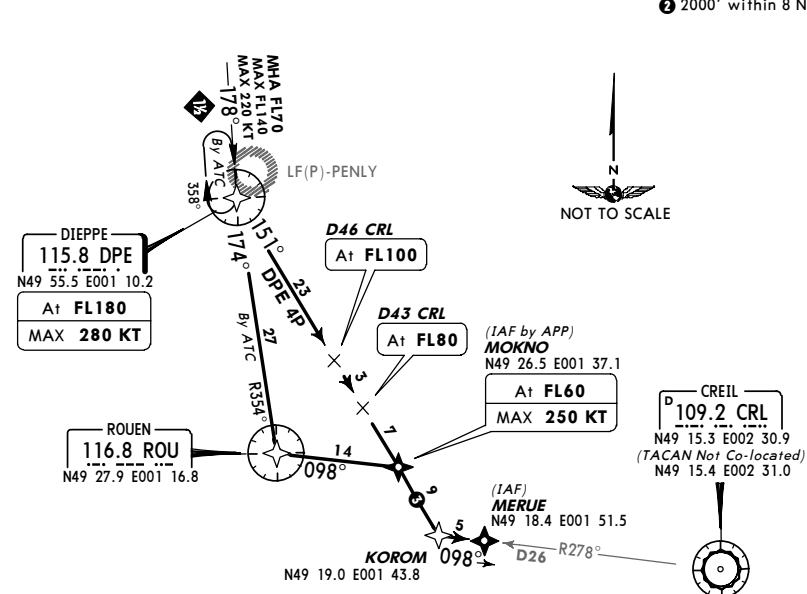 ❷ 2000' within 8 N
MHA FL70
MAX FL140
MAX 220 KT
178°
1½
By ATC
358°
LF(P)-PENLY
N
NOT TO SCALE
DIEPPE
115.8 DPE
N49 55.5 E001 10.2
At FL180
MAX 280 KT
151°
174°
DPE 4P
23
27
By ATC
R354°
D46 CRL
At FL100
3
D43 CRL
At FL80
7
(IAF by APP)
MOKNO
N49 26.5 E001 37.1
At FL60
MAX 250 KT
ROUEN
116.8 ROU
N49 27.9 E001 16.8
14
098°
9
(IAF)
MERUE
N49 18.4 E001 51.5
5
KOROM
N49 19.0 E001 43.8
098°
D26
R278°
CREIL
D 109.2 CRL
N49 15.3 E002 30.9
(TACAN Not Co-located)
N49 15.4 E002 31.0